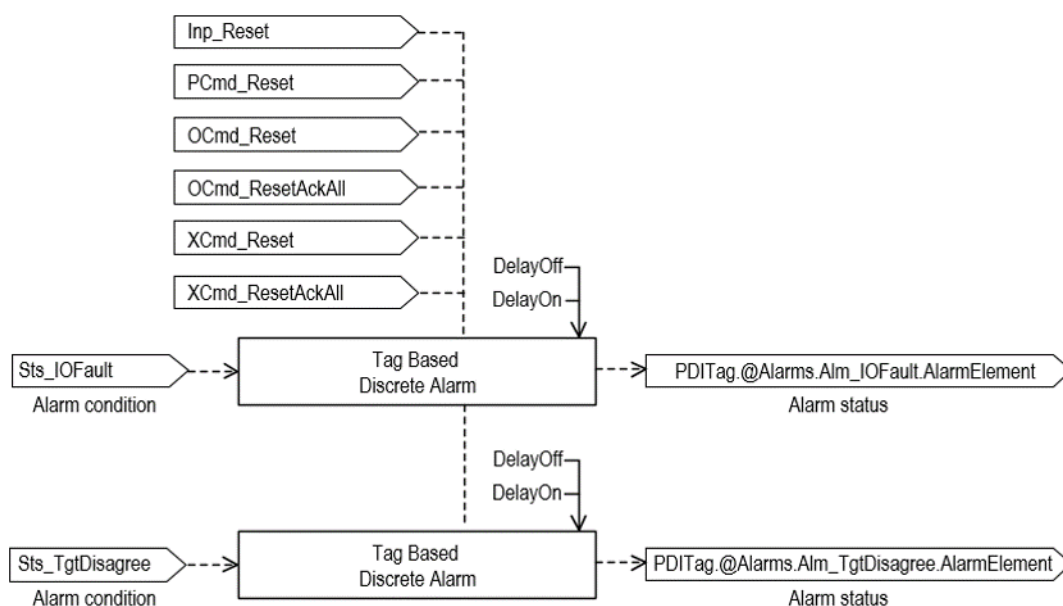 Inp_Reset
PCmd_Reset
OCmd_Reset
OCmd_ResetAckAll
XCmd_Reset
XCmd_ResetAckAll
DelayOff
DelayOn
Sts_IOFault
Alarm condition
Tag Based
Discrete Alarm
PDITag.@Alarms.Alm_IOFault.AlarmElement
Alarm status
DelayOff
DelayOn
Sts_TgtDisagree
Alarm condition
Tag Based
Discrete Alarm
PDITag.@Alarms.Alm_TgtDisagree.AlarmElement
Alarm status